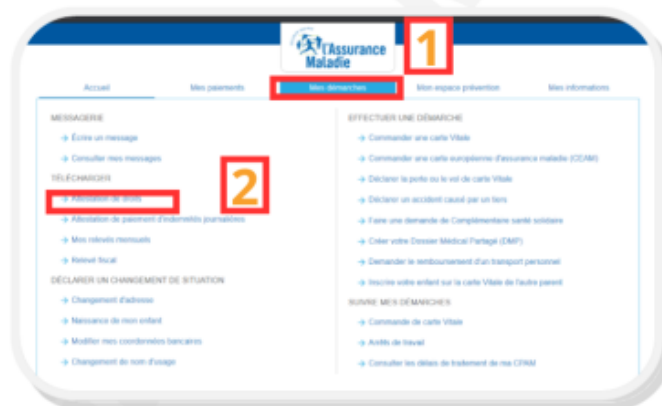 l'Assurance
Maladie
1
Accueil
Mes paiements
Mes démarches
Mon espace prévention
Mes informations
MESSAGERIE
→ Écrire un message
→ Consulter mes messages
TÉLÉCHARGER
2
→ Attestation de droits
→ Attestation de paiement d'indemnités journalières
→ Mes relevés mensuels
→ Relevé fiscal
DÉCLARER UN CHANGEMENT DE SITUATION
→ Changement d'adresse
→ Naissance de mon enfant
→ Modifier mes coordonnées bancaires
→ Changement de nom d'usage
EFFECTUER UNE DÉMARCHE
→ Commander une carte Vitale
→ Commander une carte européenne d'assurance maladie (CEAM)
→ Déclarer la perte ou le vol de carte Vitale
→ Déclarer un accident causé par un tiers
→ Faire une demande de Complémentaire santé solidaire
→ Créer votre Dossier Médical Partagé (DMP)
→ Demander le remboursement d'un transport personnel
→ Inscrire votre enfant sur la carte Vitale de l'autre parent
SUIVRE MES DÉMARCHES
→ Commande de carte Vitale
→ Arrêts de travail
→ Consulter les délais de traitement de ma CPAM